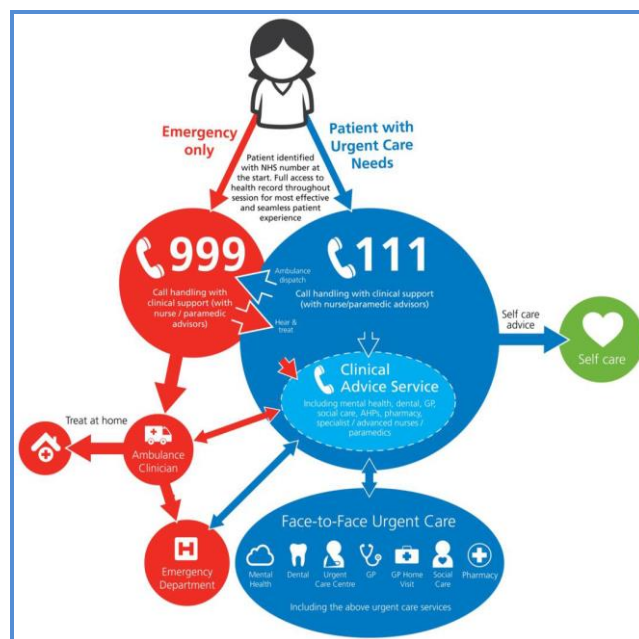 Emergency
only
Patient with
Urgent Care
Needs
Patient identified
with NHS number at
the start. Full access to
health record throughout
session for most effective
and seamless patient
experience
999
Call handling with
clinical support (with
nurse / paramedic
advisors)
111
Call handling with clinical support
(with nurse/paramedic advisors)
Ambulance
dispatch
Hear &
treat
Self care
advice
Self care
Clinical
Advice Service
Including mental health, dental, GP,
social care, AHPs, pharmacy,
specialist / advanced nurses /
paramedics
Treat at home
Ambulance
Clinician
H
Emergency
Department
Face-to-Face Urgent Care
Mental
Health
Dental
Urgent
Care Centre
GP
GP Home
Visit
Social
Care
Pharmacy
Including the above urgent care services